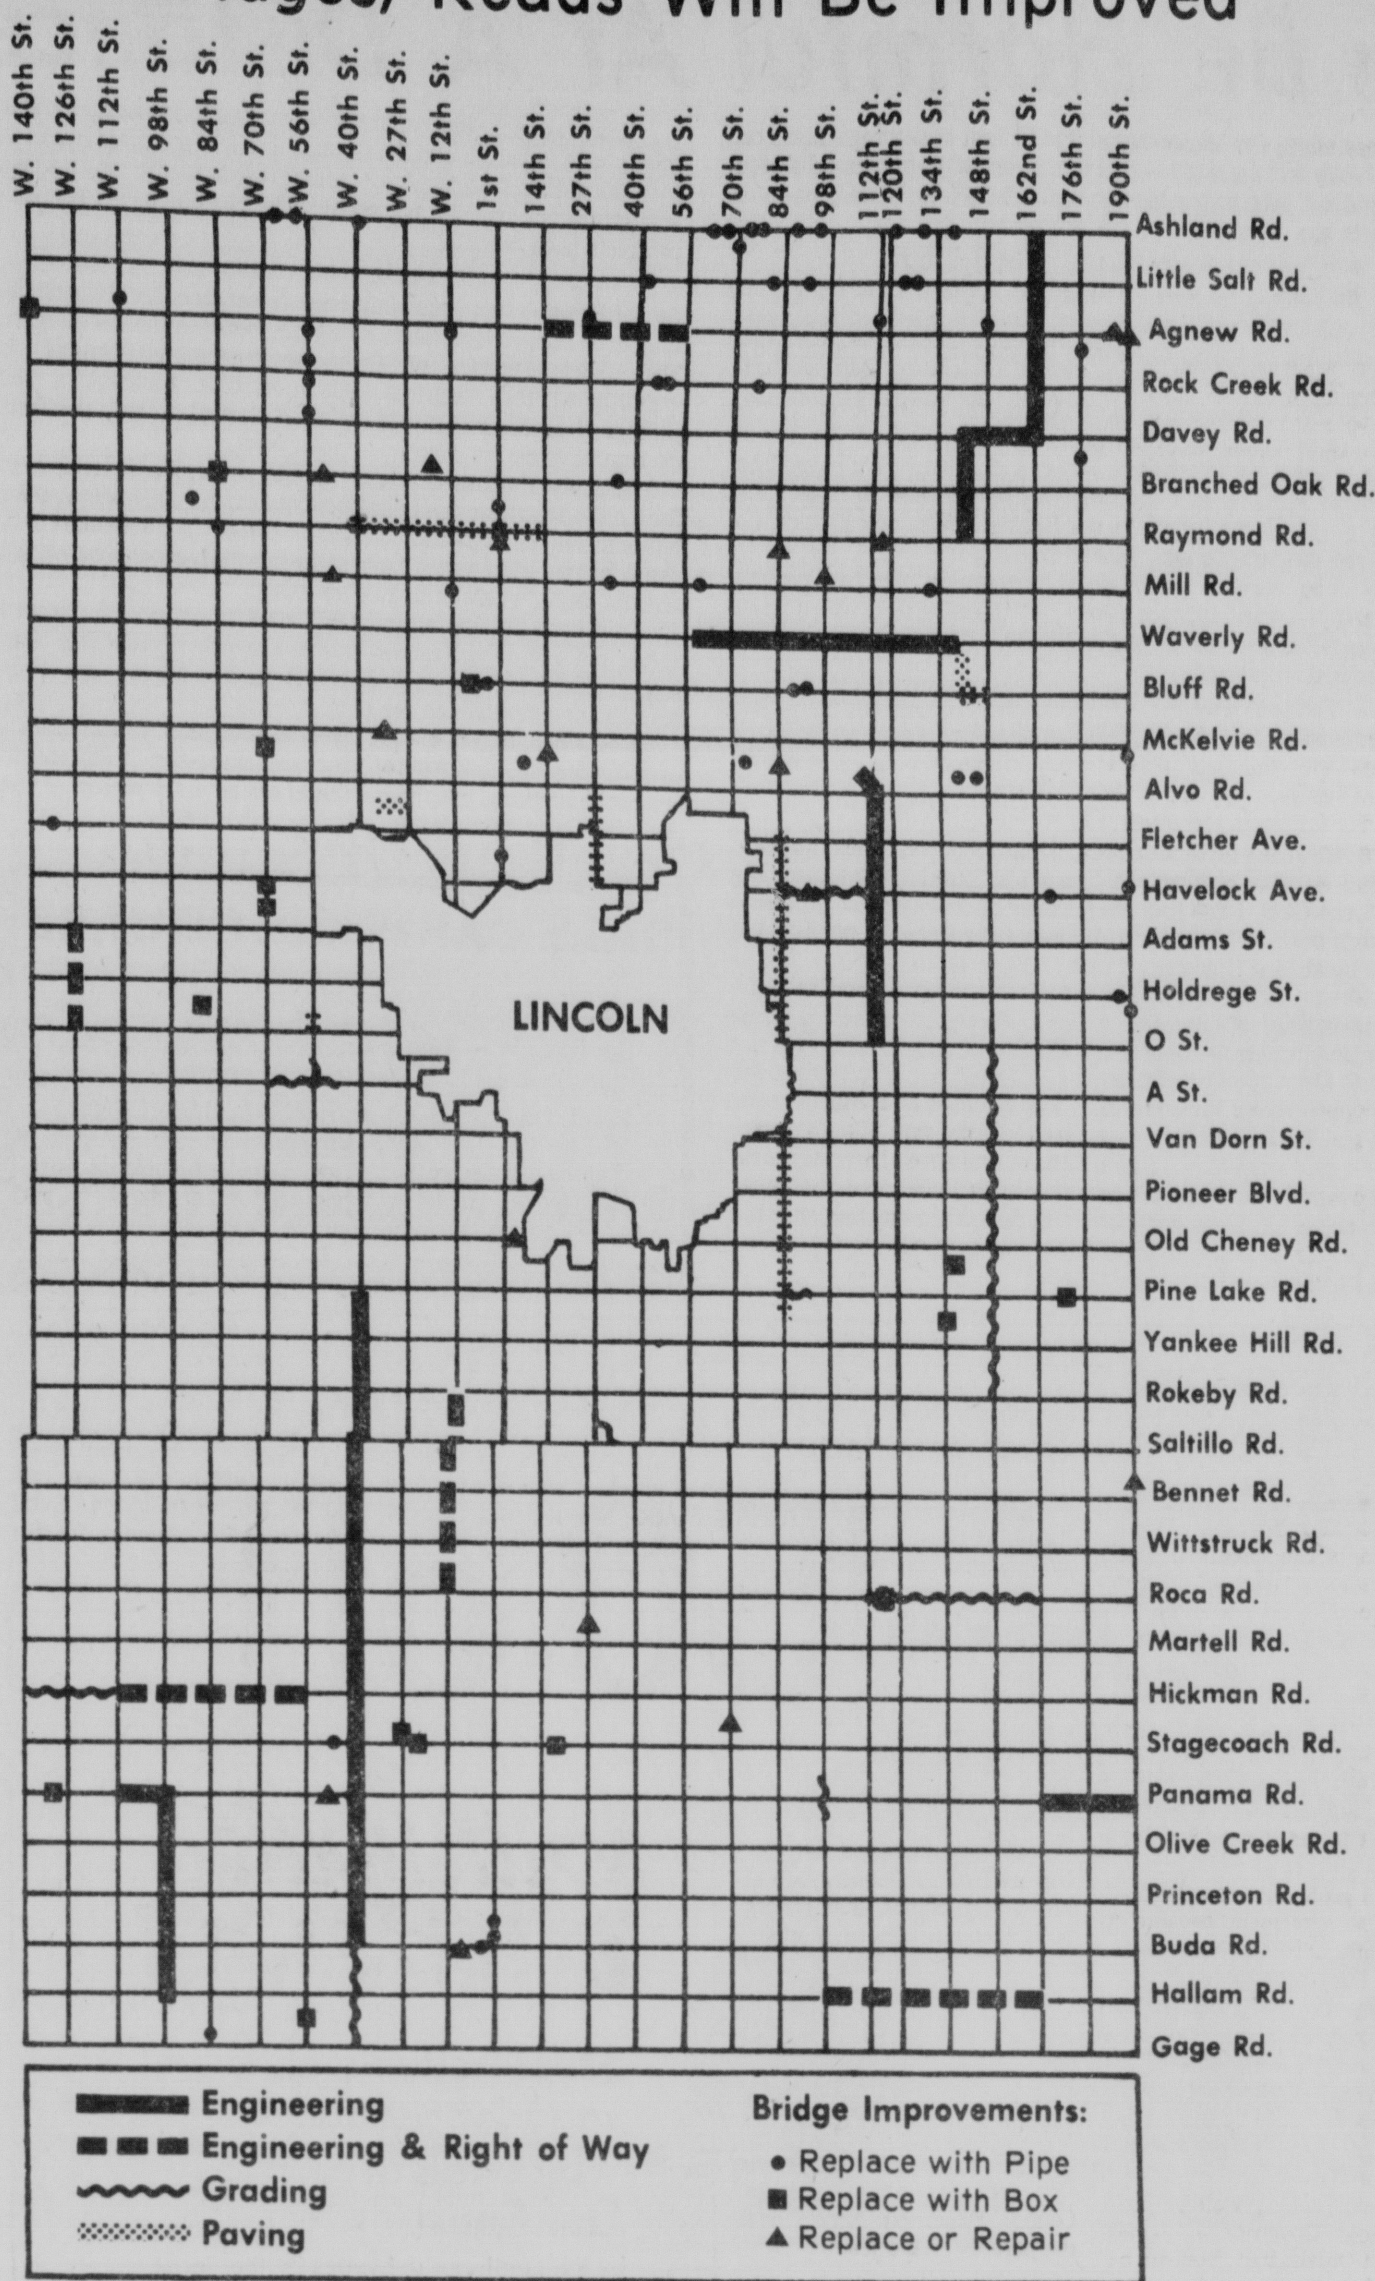 Roads Will Be Improved
W. 140th St.
W. 126th St.
W. 112th St.
W. 98th St.
W. 84th St.
W. 70th St.
W. 56th St.
W. 40th St.
W. 27th St.
W. 12th St.
1st St.
14th St.
27th St.
40th St.
56th St.
70th St.
84th St.
98th St.
112th St.
120th St.
134th St.
148th St.
162nd St.
176th St.
190th St.
Ashland Rd.
Little Salt Rd.
Agnew Rd.
Rock Creek Rd.
Davey Rd.
Branched Oak Rd.
Raymond Rd.
Mill Rd.
Waverly Rd.
Bluff Rd.
McKelvie Rd.
Alvo Rd.
Fletcher Ave.
Havelock Ave.
Adams St.
Holdrege St.
LINCOLN
O St.
A St.
Van Dorn St.
Pioneer Blvd.
Old Cheney Rd.
Pine Lake Rd.
Yankee Hill Rd.
Rokeby Rd.
Saltillo Rd.
Bennet Rd.
Wittstruck Rd.
Roca Rd.
Martell Rd.
Hickman Rd.
Stagecoach Rd.
Panama Rd.
Olive Creek Rd.
Princeton Rd.
Buda Rd.
Hallam Rd.
Gage Rd.
Engineering
Engineering & Right of Way
Grading
Paving
Bridge Improvements:
Replace with Pipe
Replace with Box
Replace or Repair